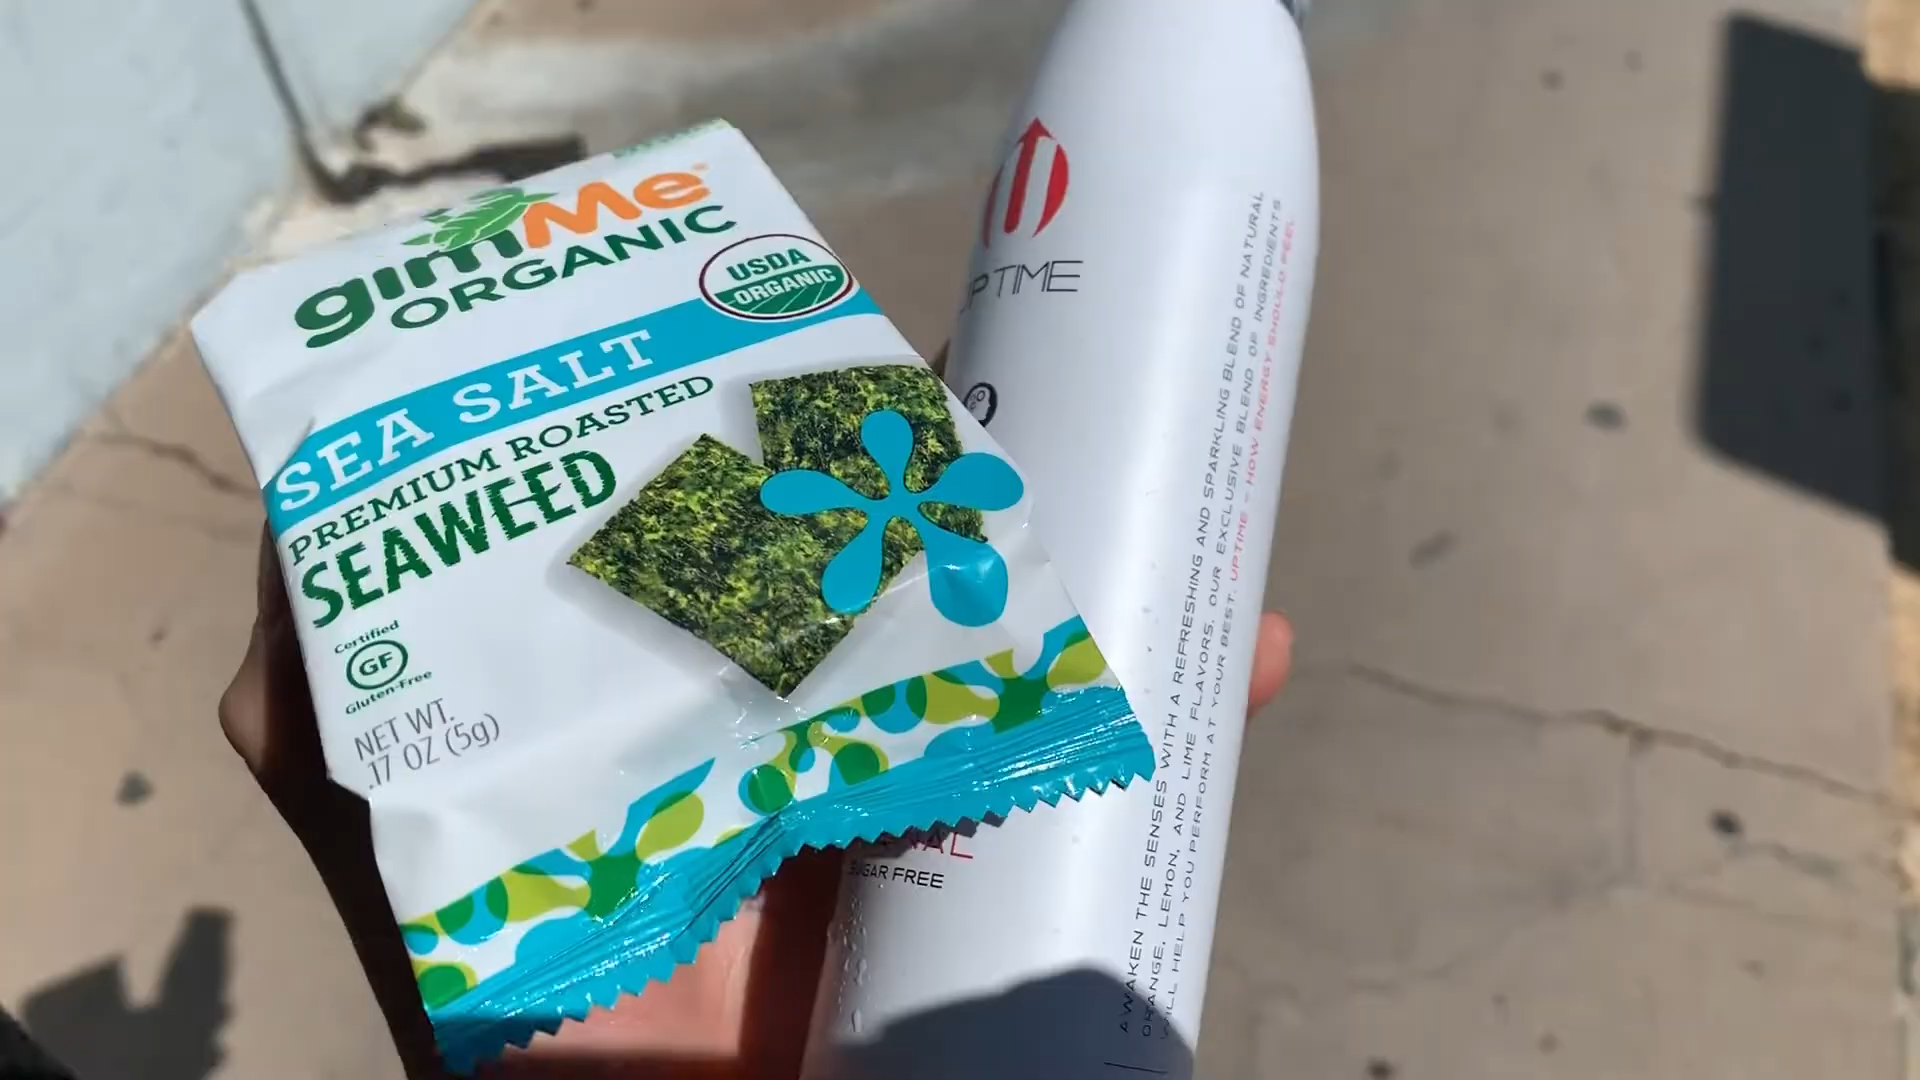 gimMe
ORGANIC
USDA
ORGANIC
SEA SALT
PREMIUM ROASTED
SEAWEED
Certified
GF
Gluten-Free
NET WT.
.17 OZ (5g)
UPTIME
SUGAR FREE
AWAKEN THE SENSES WITH A REFRESHING AND SPARKLING BLEND OF NATURAL
ORANGE, LEMON, AND LIME FLAVORS. OUR EXCLUSIVE BLEND OF INGREDIENTS
WILL HELP YOU PERFORM AT YOUR BEST. UPTIME – HOW ENERGY SHOULD FEEL